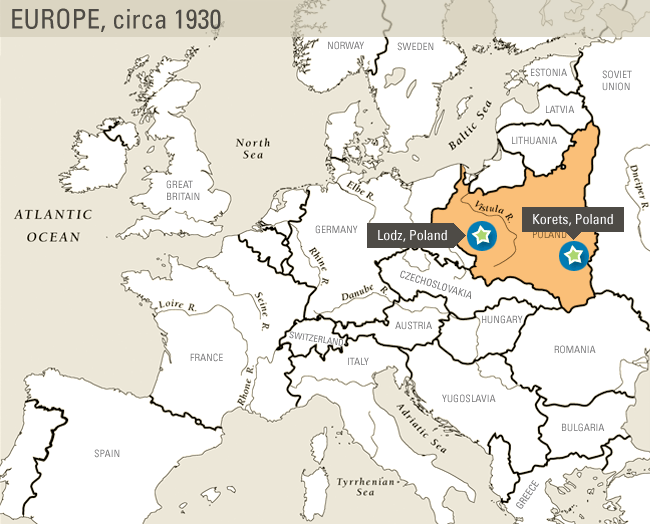 EUROPE, circa 1930
NORWAY
SWEDEN
ESTONIA
SOVIET
UNION
LATVIA
Baltic Sea
North
Sea
LITHUANIA
GREAT
BRITAIN
Elbe R.
Dnieper R.
ATLANTIC
OCEAN
Vistula R.
Korets, Poland
GERMANY
Lodz, Poland
POLAND
Rhine R.
CZECHOSLOVAKIA
Danube R.
Seine R.
Loire R.
HUNGARY
AUSTRIA
SWITZERLAND
ROMANIA
FRANCE
ITALY
Rhone R.
YUGOSLAVIA
Adriatic Sea
BULGARIA
SPAIN
Tyrrhenian
Sea
GREECE